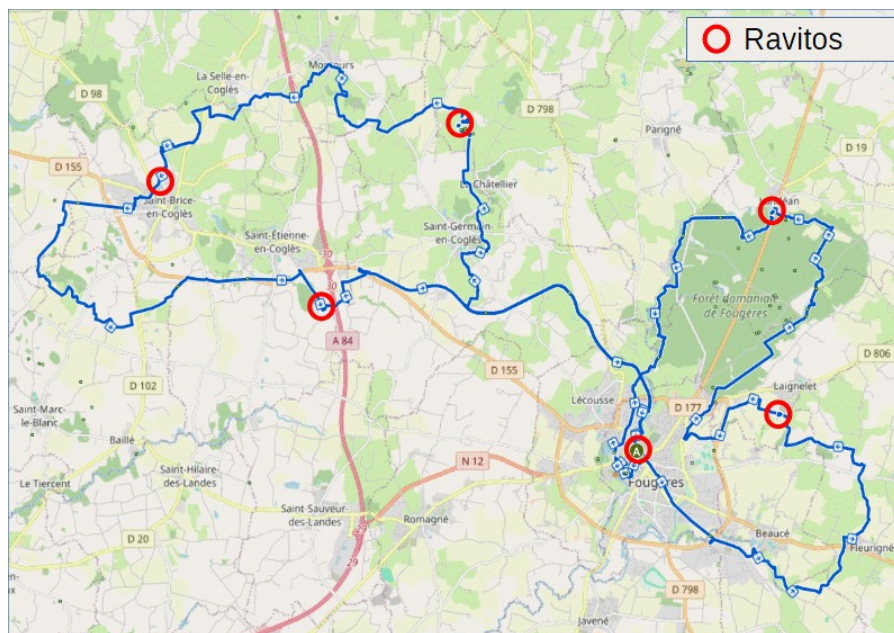 Ravitos
D 98
La Selle-en-
Coglès
D 798
Parigné
D 19
D 155
Saint-Brice-
en-Coglès
Le Châtellier
Saint-Étienne-
en-Coglès
Saint-Germain-
en-Coglès
30
30
Forêt domaniale
de Fougères
A 84
D 155
D 806
D 102
Lécousse
D 177
Laignelet
Saint-Marc-
le-Blanc
Baillé
A
Saint-Hilaire
des-Landes
N 12
Fougères
Le Tiercent
Saint-Sauveur-
des-Landes
Romagné
29
Beaucé
D 20
Fleurigné
29
D 798
Javené